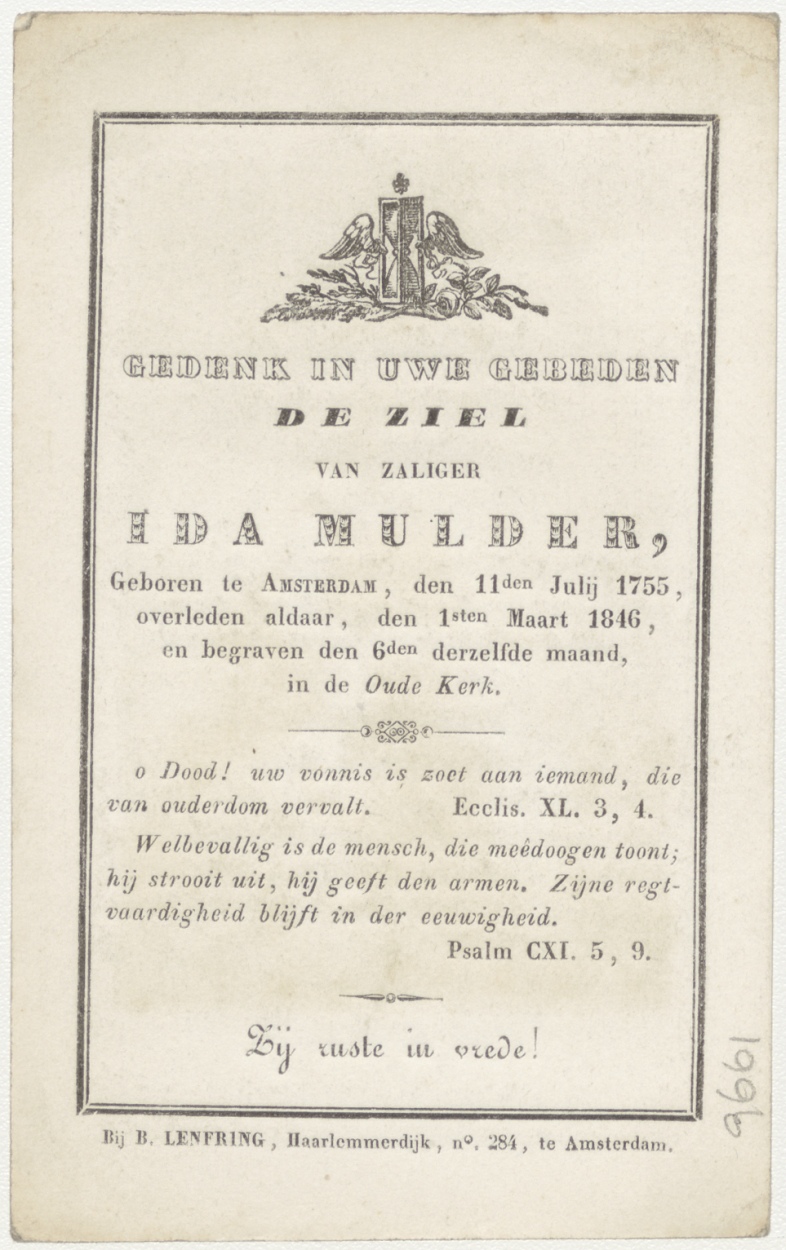 GEDENK IN UWE GEBEDEN
DE ZIEL
VAN ZALIGER
IDA MULDER,
Geboren te AMSTERDAM, den 11den Julij 1755,
overleden aldaar, den 1sten Maart 1846,
en begraven den 6den derzelfde maand,
in de Oude Kerk.
o Dood! uw vonnis is zoet aan iemand, die
van ouderdom vervalt. Ecclis. XL. 3, 4.
Welbevallig is de mensch, die meêdoogen toont;
hij strooit uit, hij geeft den armen. Zijne regt-
vaardigheid blijft in der eeuwigheid.
Psalm CXI. 5, 9.
Zij ruste in vrede!
Bij B. LENFRING, Haarlemmerdijk, no. 284, te Amsterdam.
1996